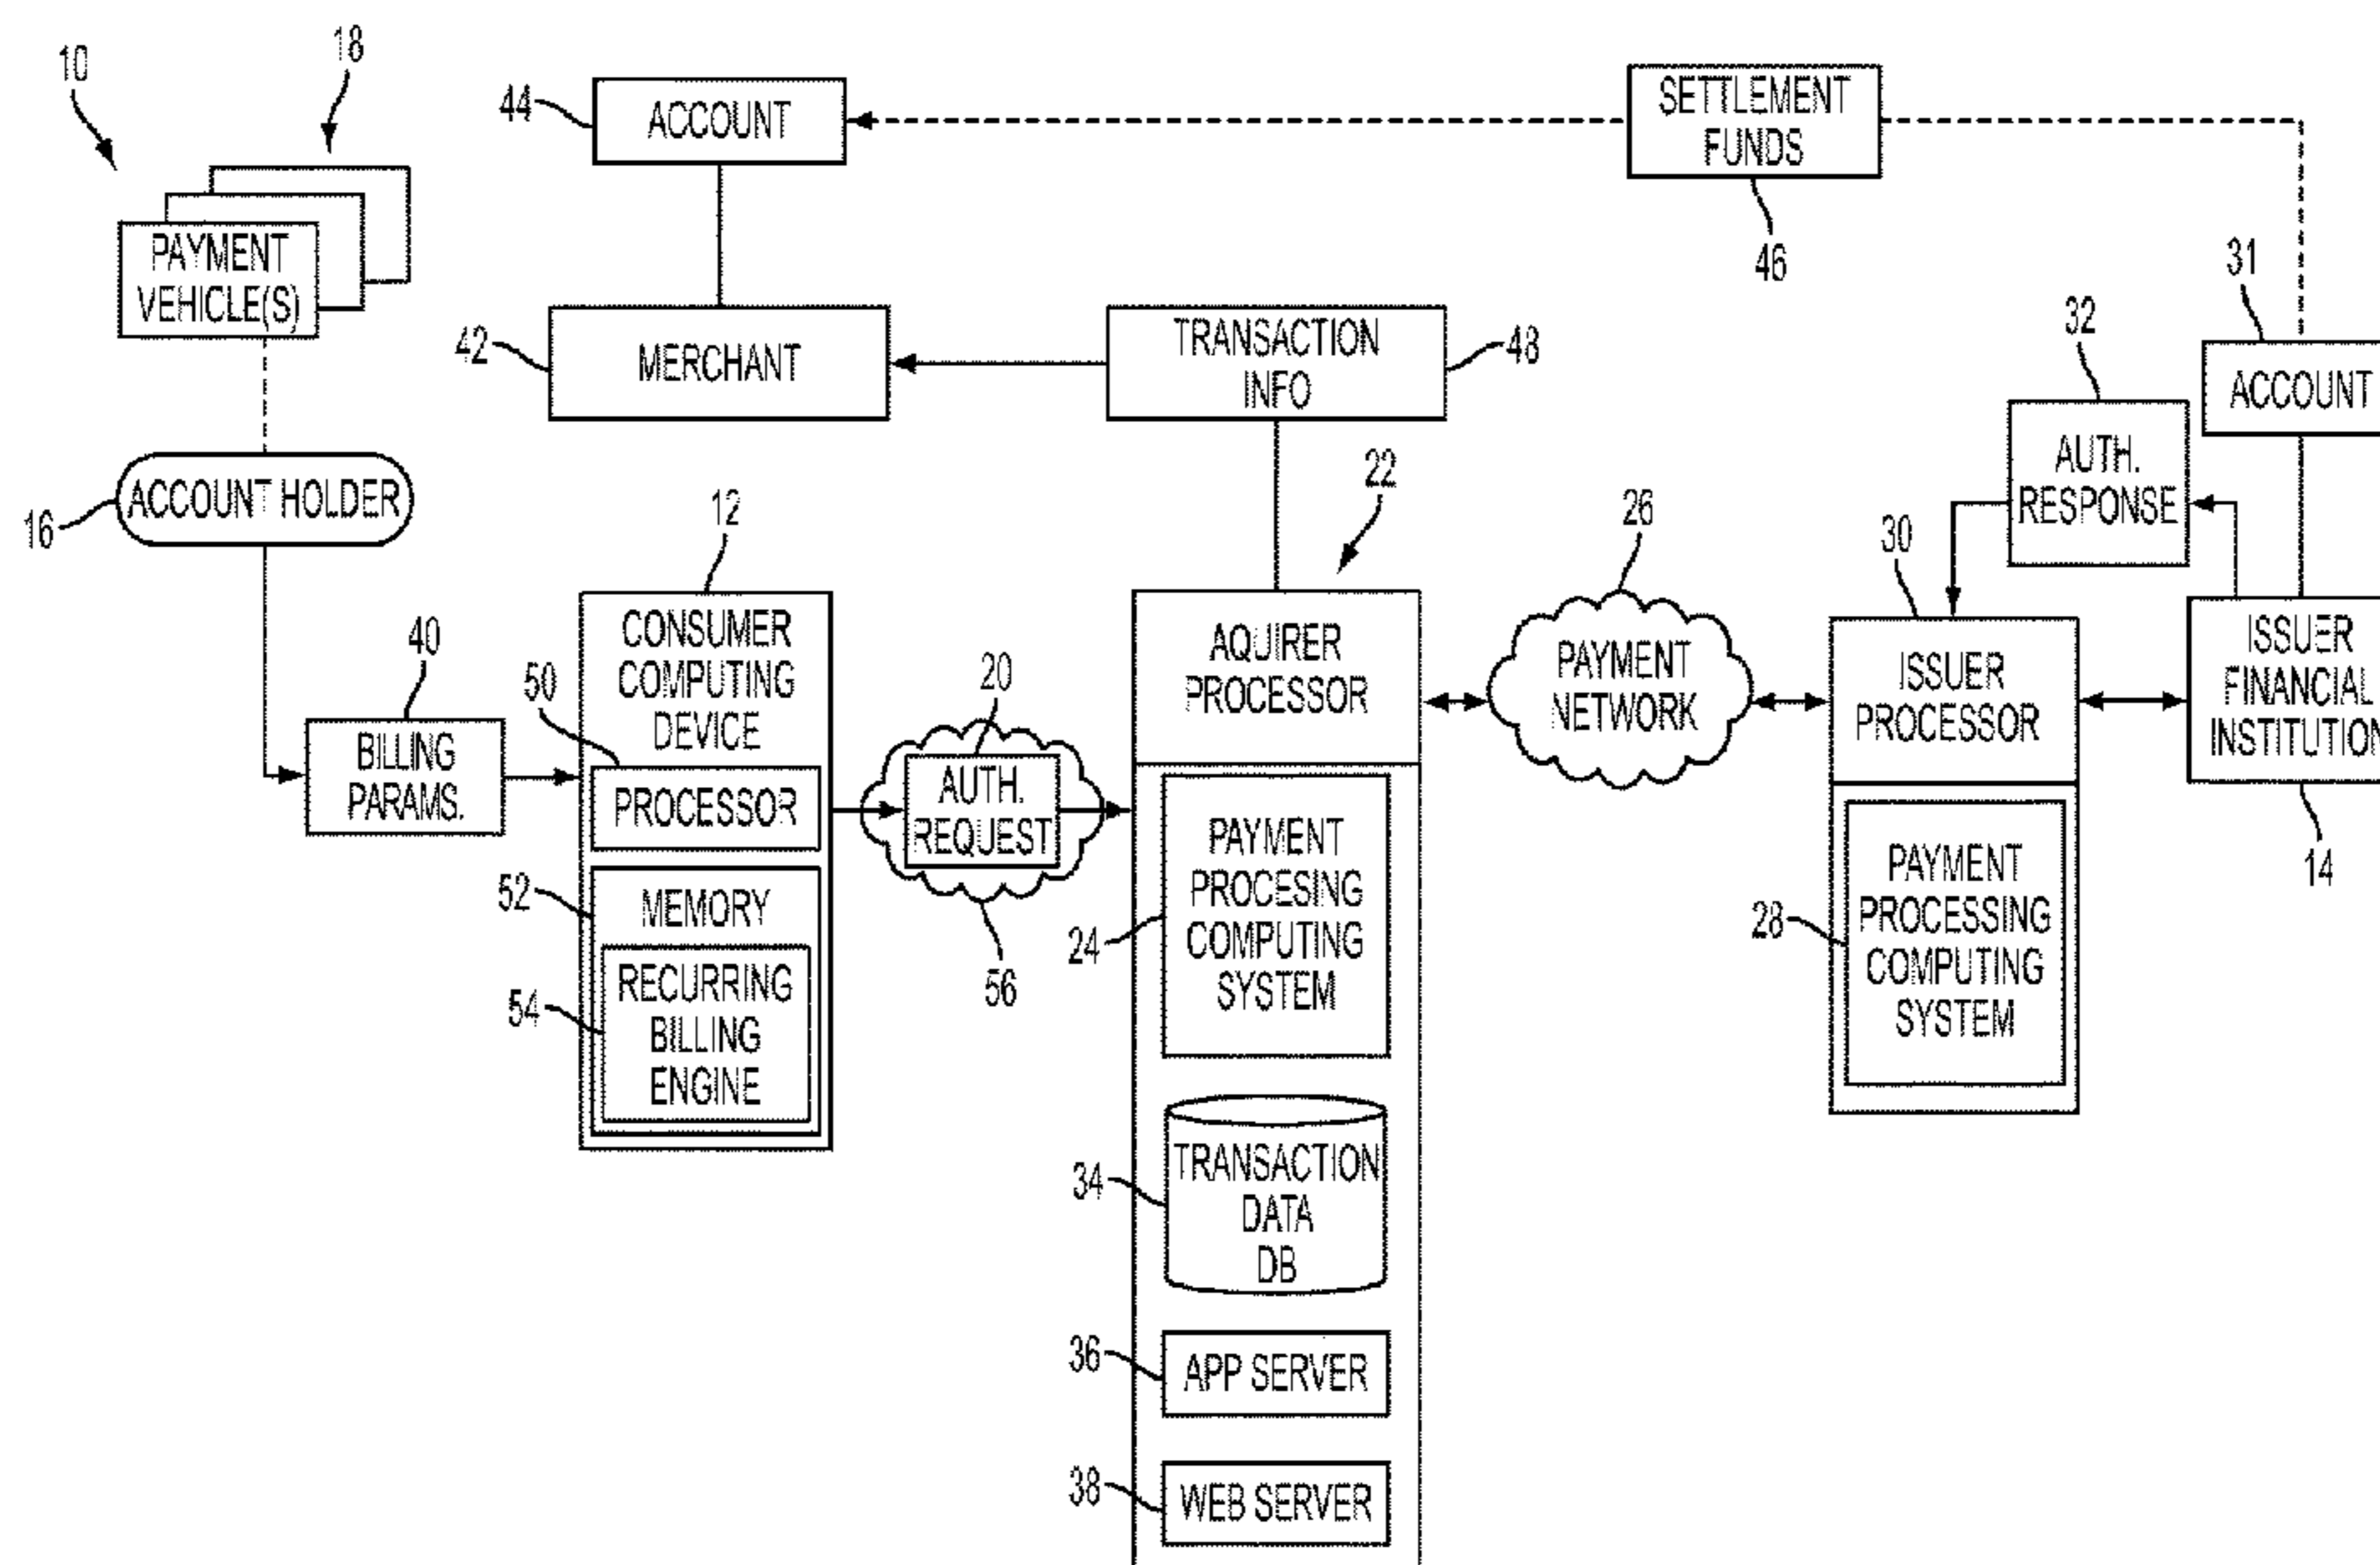 10
18
44
ACCOUNT
SETTLEMENT
FUNDS
46
PAYMENT
VEHICLE(S)
31
32
42
MERCHANT
TRANSACTION
INFO
48
ACCOUNT
AUTH.
RESPONSE
16
ACCOUNT HOLDER
12
22
26
30
40
BILLING
PARAMS.
CONSUMER
COMPUTING
DEVICE
50
PROCESSOR
52
MEMORY
54
RECURRING
BILLING
ENGINE
20
AUTH.
REQUEST
56
AQUIRER
PROCESSOR
24
PAYMENT
PROCESING
COMPUTING
SYSTEM
34
TRANSACTION
DATA
DB
36
APP SERVER
38
WEB SERVER
PAYMENT
NETWORK
ISSUER
PROCESSOR
28
PAYMENT
PROCESSING
COMPUTING
SYSTEM
ISSUER
FINANCIAL
INSTITUTION
14